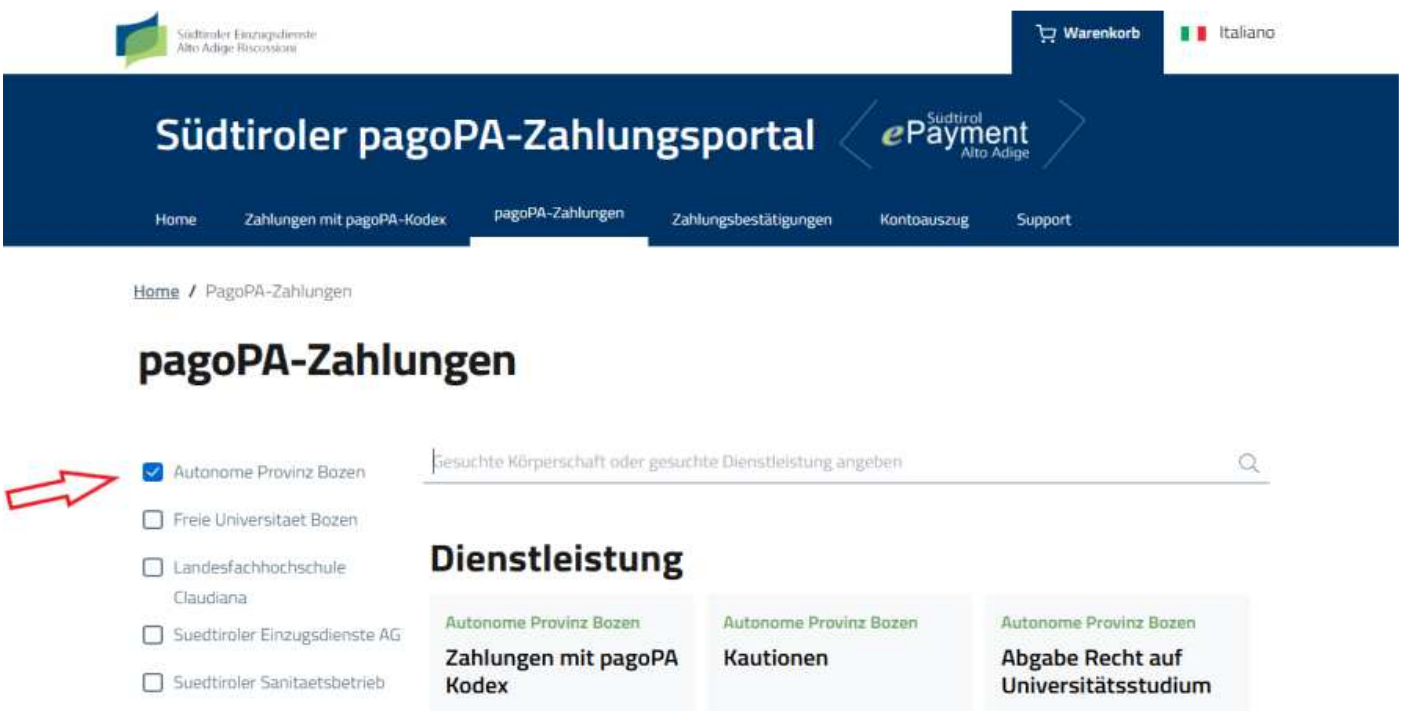 Südtiroler Einzugsdienste
Alto Adige Riscossioni
Warenkorb
Italiano
Südtiroler pagoPA-Zahlungsportal
Südtirol
ePayment
Alto Adige
Home
Zahlungen mit pagoPA-Kodex
pagoPA-Zahlungen
Zahlungsbestätigungen
Kontoauszug
Support
Home / PagoPA-Zahlungen
pagoPA-Zahlungen
Autonome Provinz Bozen
Freie Universitaet Bozen
Landesfachhochschule
Claudiana
Suedtiroler Einzugsdienste AG
Suedtiroler Sanitaetsbetrieb
Gesuchte Körperschaft oder gesuchte Dienstleistung angeben
Dienstleistung
Autonome Provinz Bozen
Zahlungen mit pagoPA
Kodex
Autonome Provinz Bozen
Kautionen
Autonome Provinz Bozen
Abgabe Recht auf
Universitätsstudium